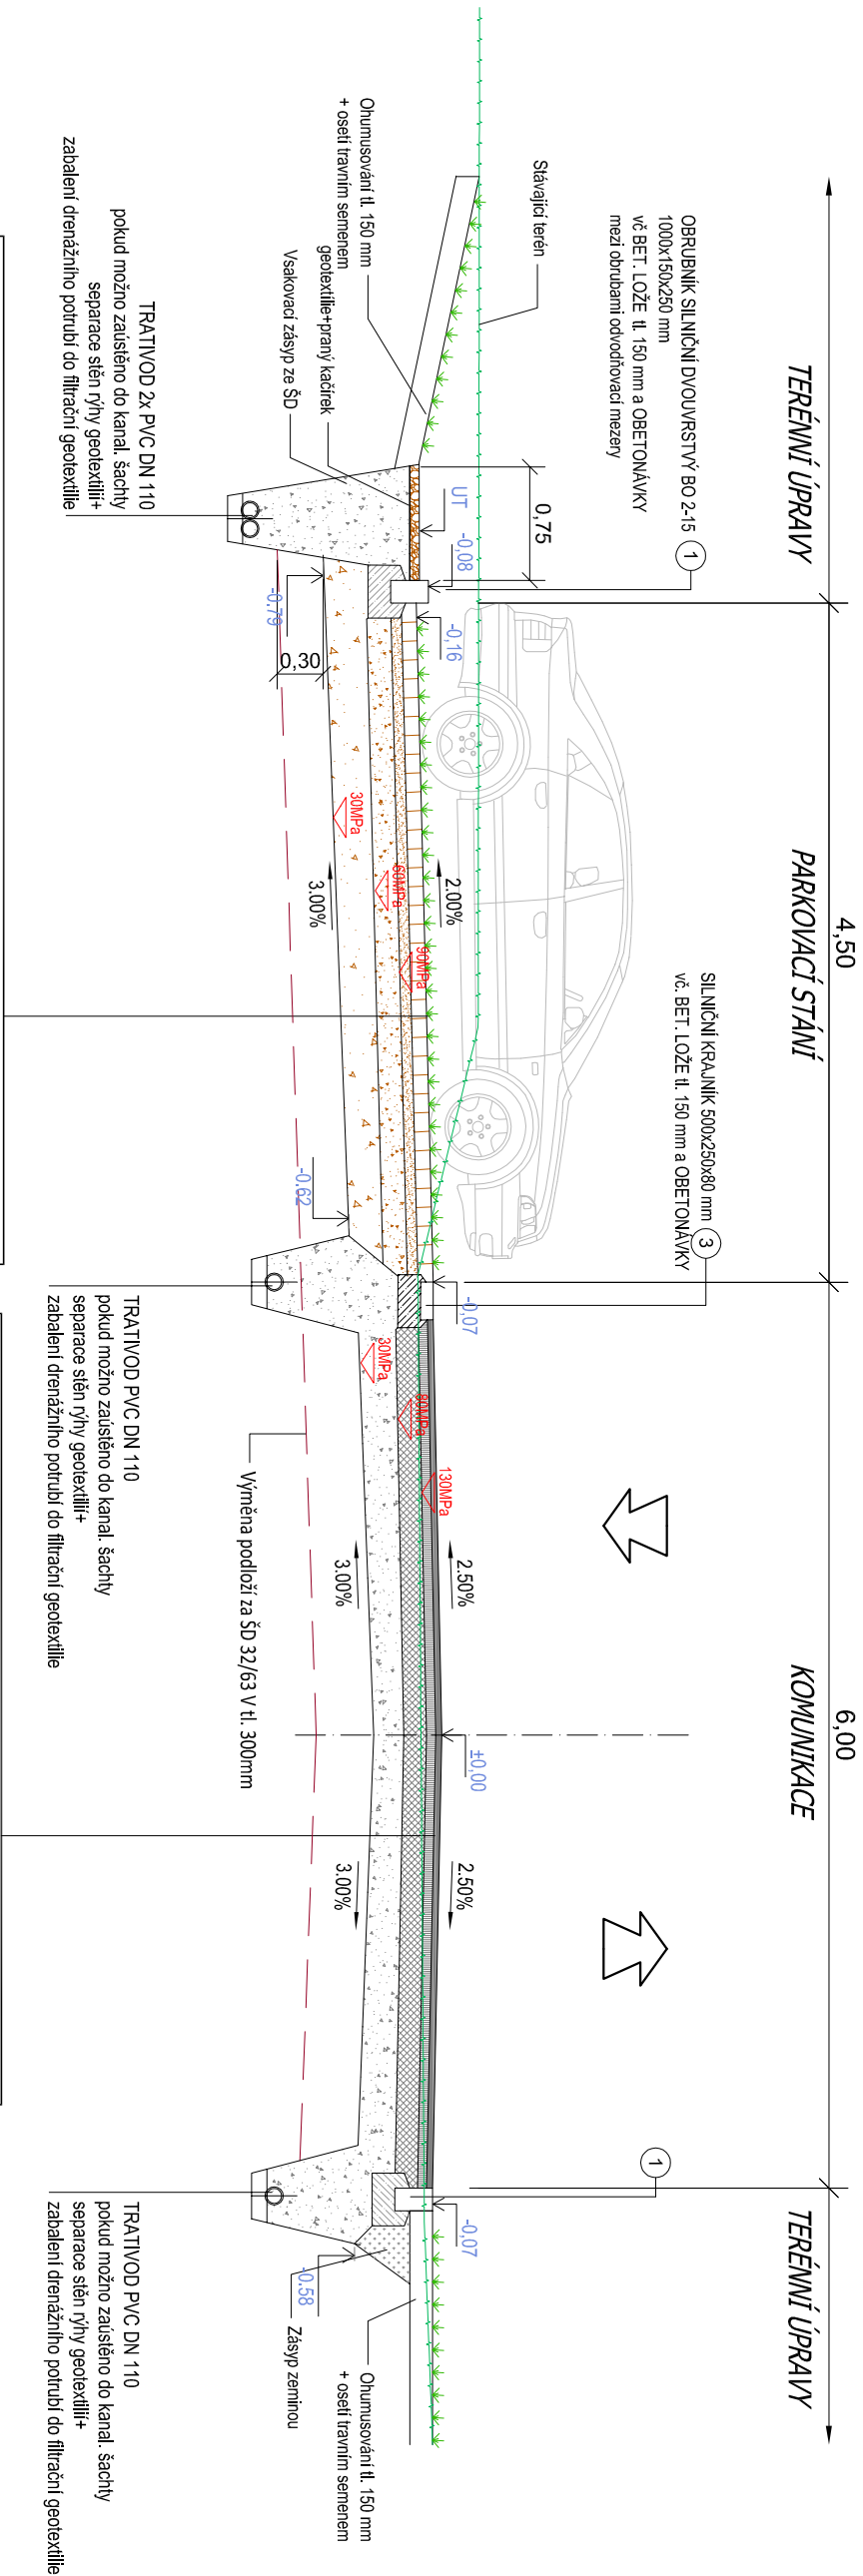 TERÉNNÍ ÚPRAVY
4,50
PARKOVACÍ STÁNÍ
6,00
KOMUNIKACE
TERÉNNÍ ÚPRAVY
OBRUBNÍK SILNIČNÍ DVOUVRSTVÝ BO 2-15
1000x150x250 mm
vč BET. LOŽE tl. 150 mm a OBETONÁVKY
mezi obrubami odvodňovací mezery
1
SILNIČNÍ KRAJNÍK 500x250x80 mm
vč. BET. LOŽE tl. 150 mm a OBETONÁVKY
3
1
Stávající terén
0,75
Ohumusování tl. 150 mm
+ osetí travním semenem
geotextilie+praný kačírek
Vsakovací zásyp ze ŠD
UT
-0,08
-0,16
-0,79
0,30
30MPa
60MPa
90MPa
2.00%
3.00%
-0,62
-0,07
30MPa
80MPa
130MPa
2.50%
3.00%
±0,00
2.50%
3.00%
-0,07
-0,58
Výměna podloží za ŠD 32/63 V tl. 300mm
Ohumusování tl. 150 mm
+ osetí travním semenem
Zásyp zeminou
TRATIVOD 2x PVC DN 110
pokud možno zaústěno do kanal. šachty
separace stěn rýhy geotextilií+
zabalení drenážního potrubí do filtrační geotextilie
TRATIVOD PVC DN 110
pokud možno zaústěno do kanal. šachty
separace stěn rýhy geotextilií+
zabalení drenážního potrubí do filtrační geotextilie
TRATIVOD PVC DN 110
pokud možno zaústěno do kanal. šachty
separace stěn rýhy geotextilií+
zabalení drenážního potrubí do filtrační geotextilie